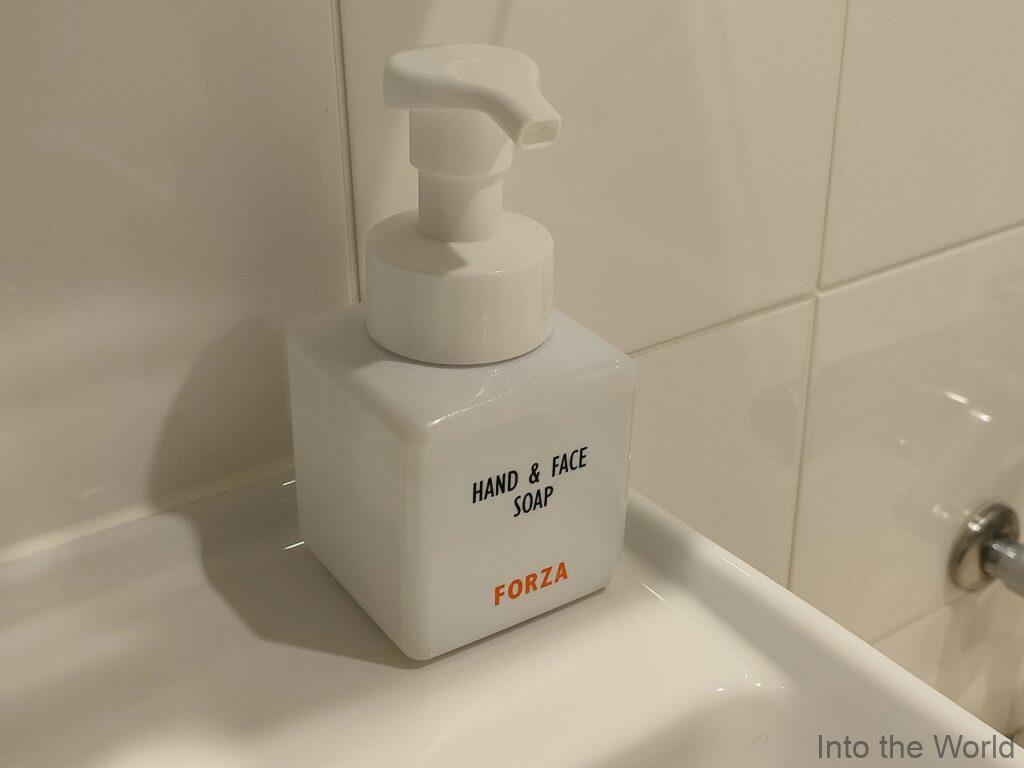 HAND & FACE
SOAP
FORZA
Into the World